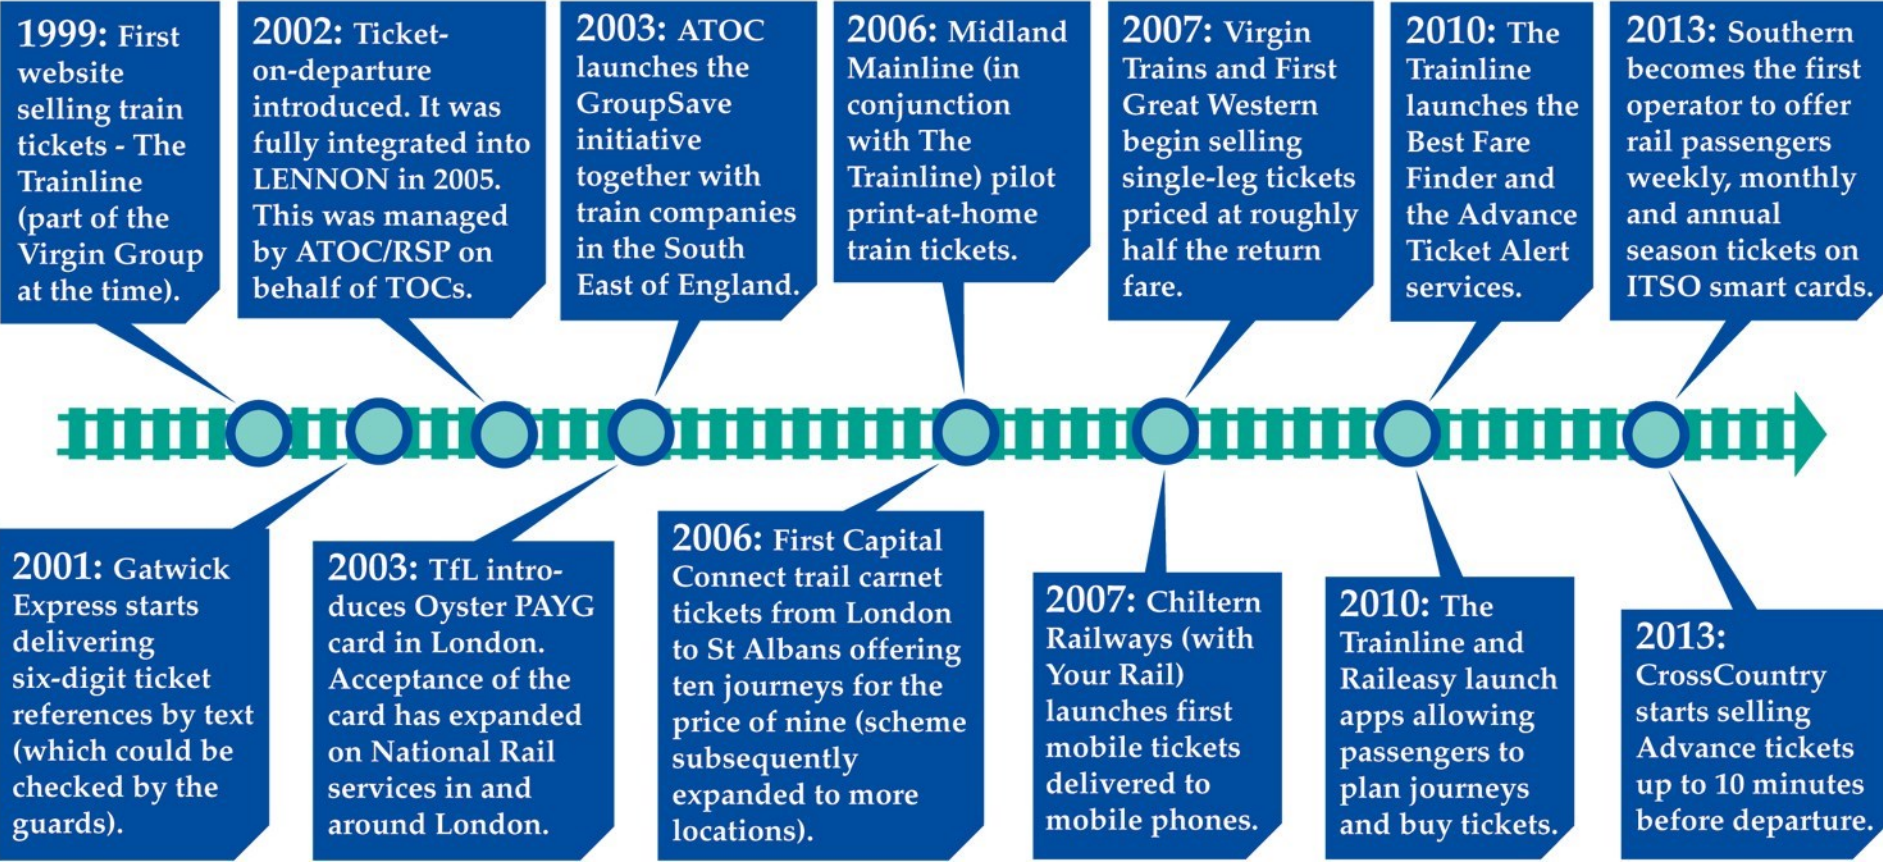 1999: First
website
selling train
tickets - The
Trainline
(part of the
Virgin Group
at the time).
2002: Ticket-
on-departure
introduced. It was
fully integrated into
LENNON in 2005.
This was managed
by ATOC/RSP on
behalf of TOCs.
2003: ATOC
launches the
GroupSave
initiative
together with
train companies
in the South
East of England.
2006: Midland
Mainline (in
conjunction
with The
Trainline) pilot
print-at-home
train tickets.
2007: Virgin
Trains and First
Great Western
begin selling
single-leg tickets
priced at roughly
half the return
fare.
2010: The
Trainline
launches the
Best Fare
Finder and
the Advance
Ticket Alert
services.
2013: Southern
becomes the first
operator to offer
rail passengers
weekly, monthly
and annual
season tickets on
ITSO smart cards.
2001: Gatwick
Express starts
delivering
six-digit ticket
references by text
(which could be
checked by the
guards).
2003: TfL intro-
duces Oyster PAYG
card in London.
Acceptance of the
card has expanded
on National Rail
services in and
around London.
2006: First Capital
Connect trail carnet
tickets from London
to St Albans offering
ten journeys for the
price of nine (scheme
subsequently
expanded to more
locations).
2007: Chiltern
Railways (with
Your Rail)
launches first
mobile tickets
delivered to
mobile phones.
2010: The
Trainline and
Raileasy launch
apps allowing
passengers to
plan journeys
and buy tickets.
2013:
CrossCountry
starts selling
Advance tickets
up to 10 minutes
before departure.